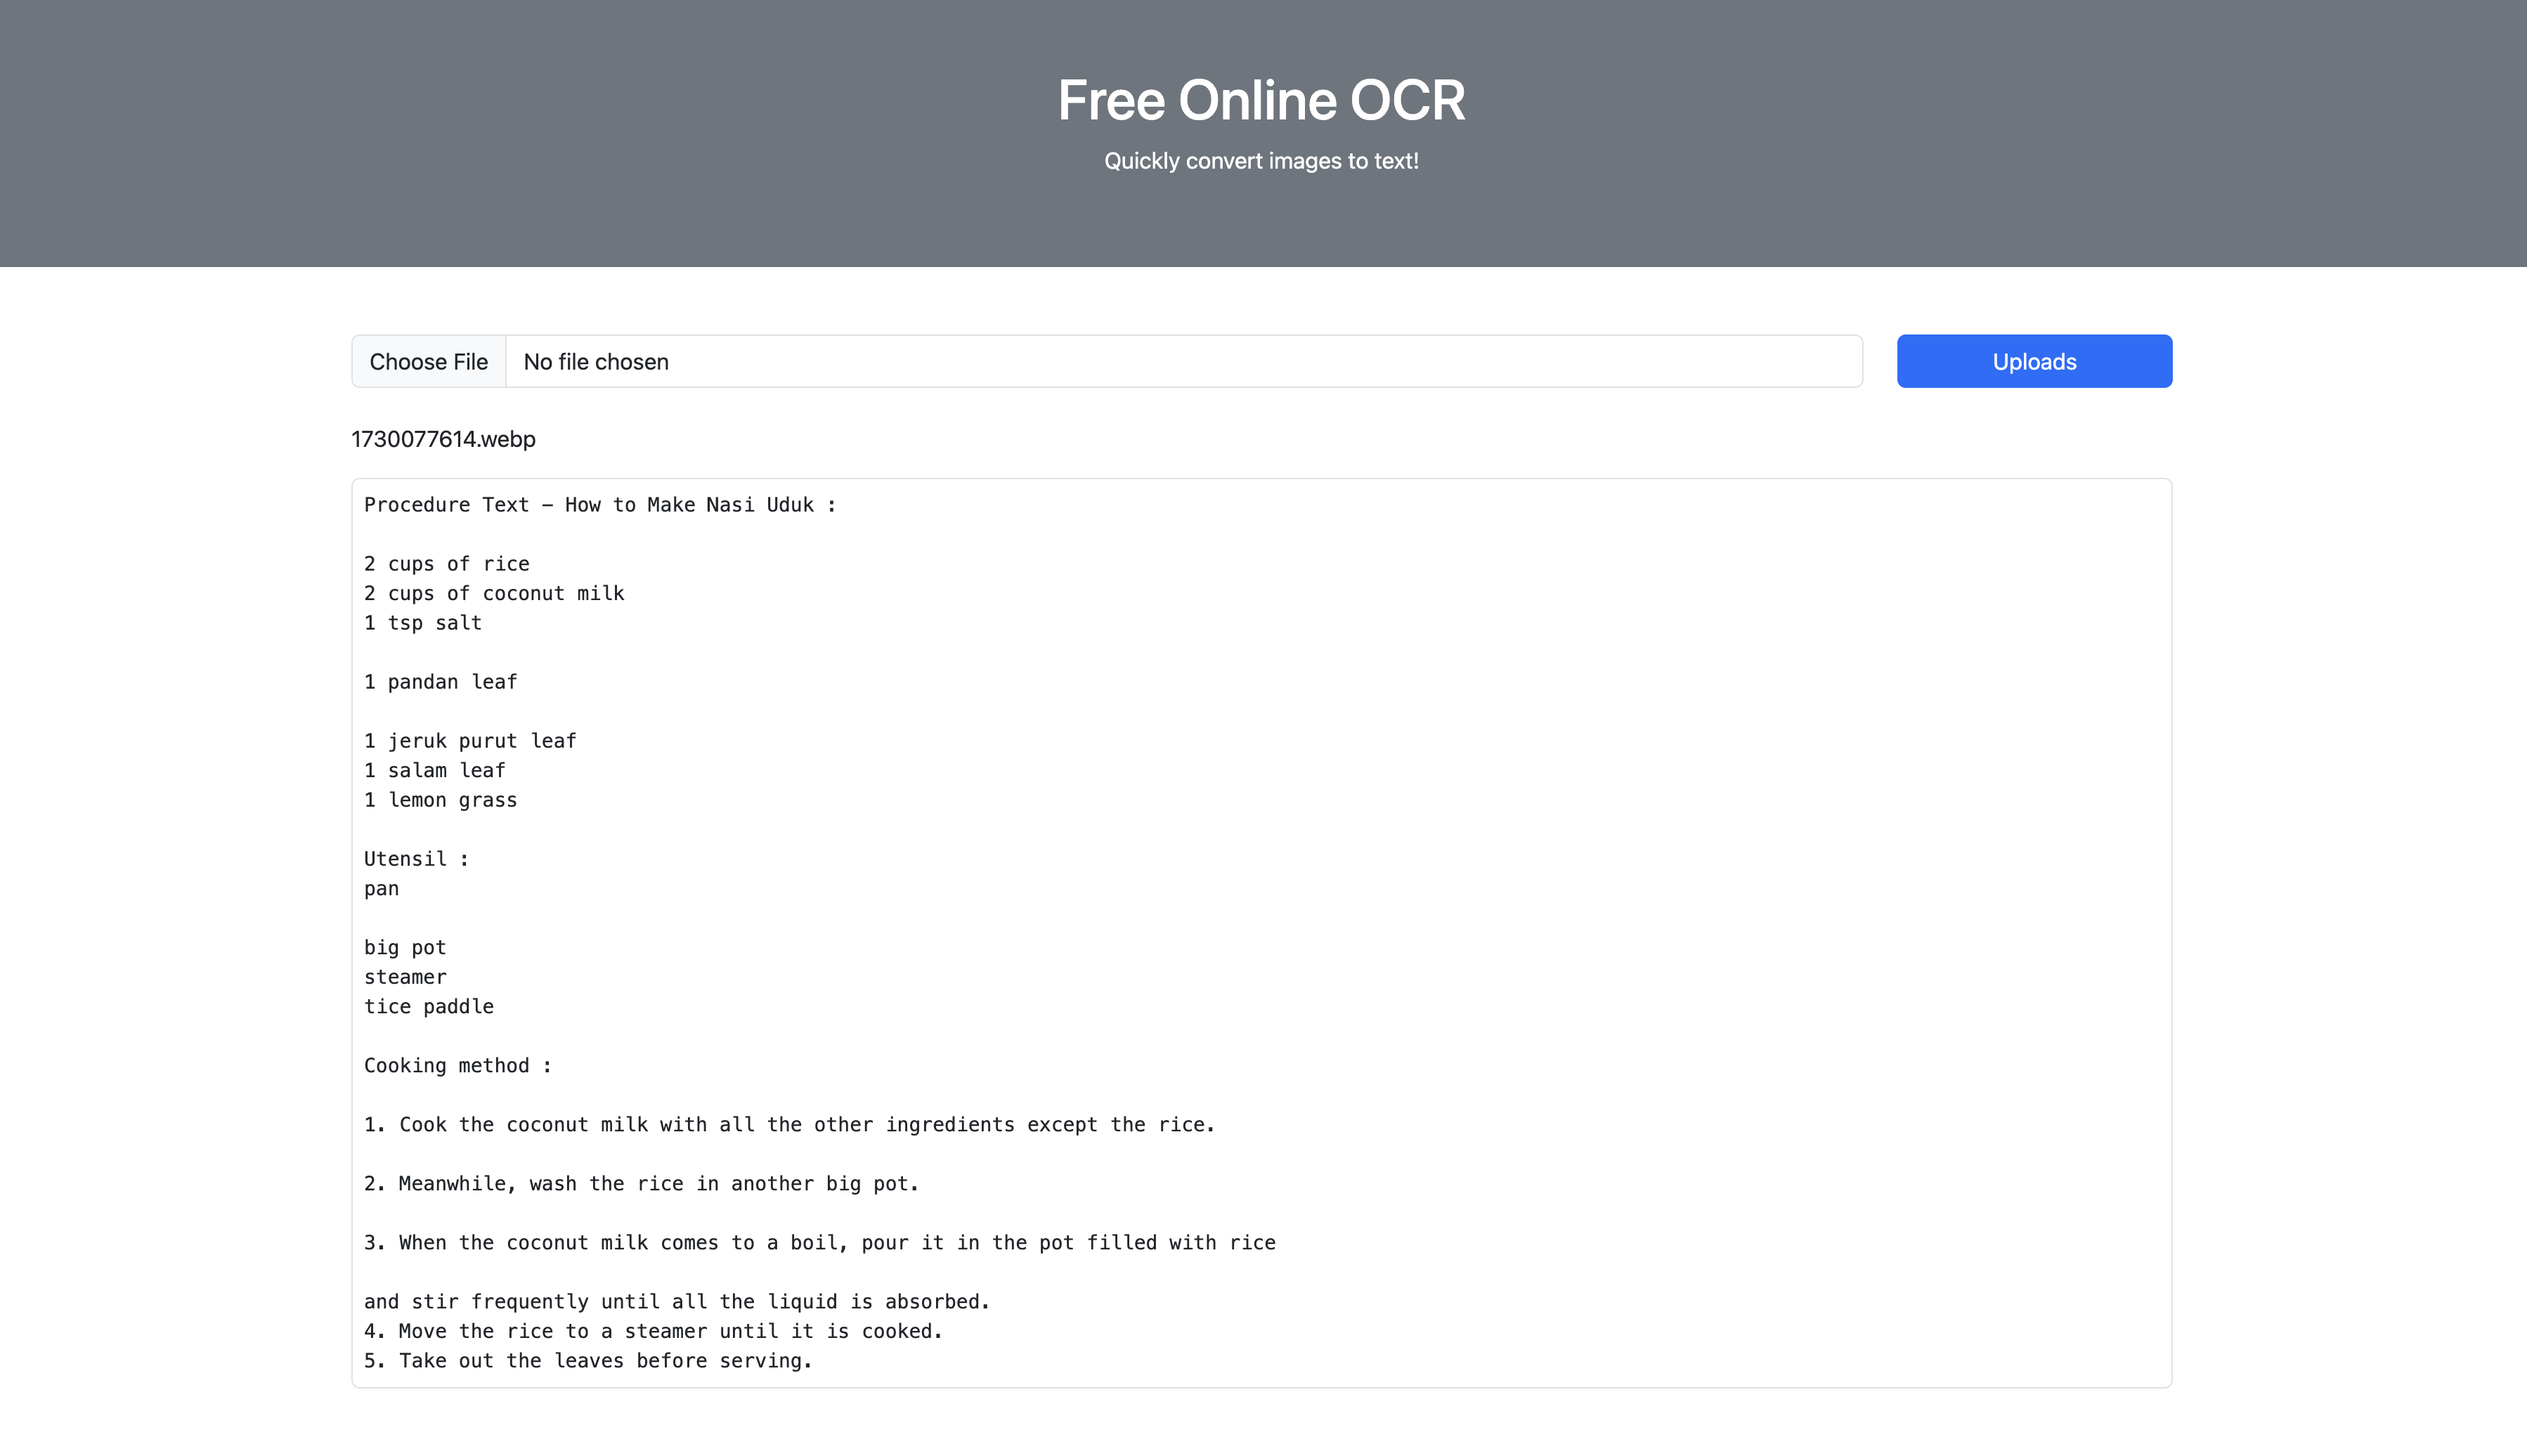 Free Online OCR
Quickly convert images to text!
Choose File No file chosen Uploads
1730077614.webp
Procedure Text – How to Make Nasi Uduk :
2 cups of rice
2 cups of coconut milk
1 tsp salt
1 pandan leaf
1 jeruk purut leaf
1 salam leaf
1 lemon grass
Utensil :
pan
big pot
steamer
tice paddle
Cooking method :
1. Cook the coconut milk with all the other ingredients except the rice.
2. Meanwhile, wash the rice in another big pot.
3. When the coconut milk comes to a boil, pour it in the pot filled with rice
and stir frequently until all the liquid is absorbed.
4. Move the rice to a steamer until it is cooked.
5. Take out the leaves before serving.